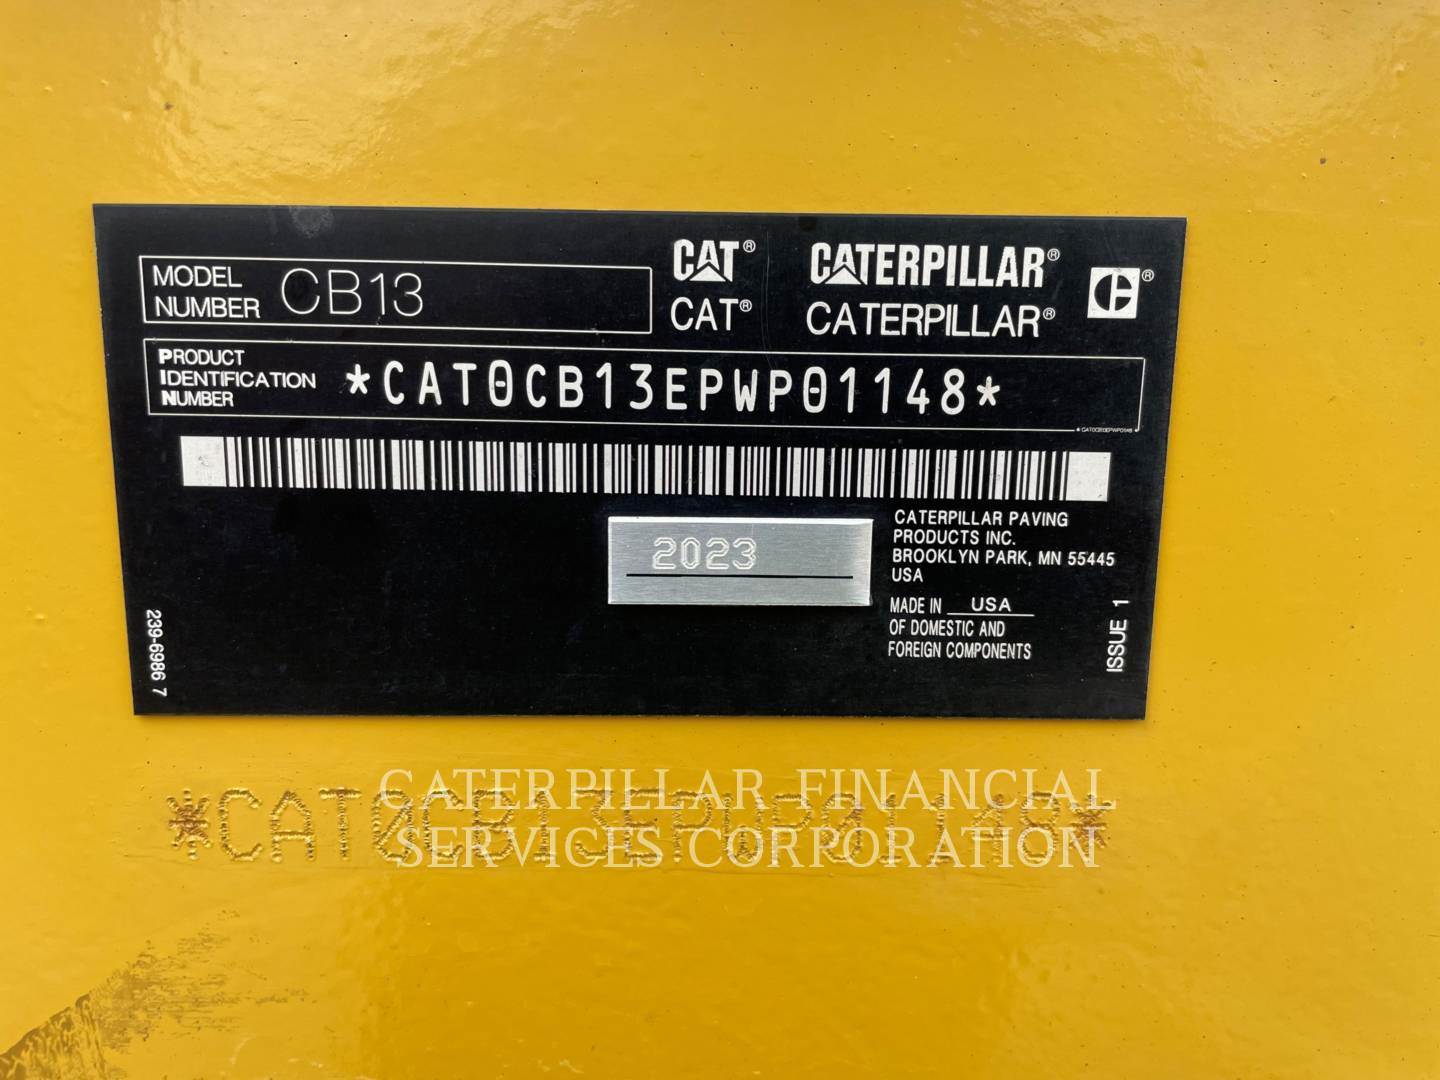 MODEL NUMBER CB13
CAT® CATERPILLAR®
CAT® CATERPILLAR®
PRODUCT IDENTIFICATION NUMBER *CAT0CB13EPWP01148*
*CAT0CB13EPWP01148*
2023
CATERPILLAR PAVING
PRODUCTS INC.
BROOKLYN PARK, MN 55445
USA
MADE IN USA
OF DOMESTIC AND
FOREIGN COMPONENTS
239-6986 7
ISSUE 1
*CAT0CB13EPWP01148*
CATERPILLAR FINANCIAL
SERVICES CORPORATION